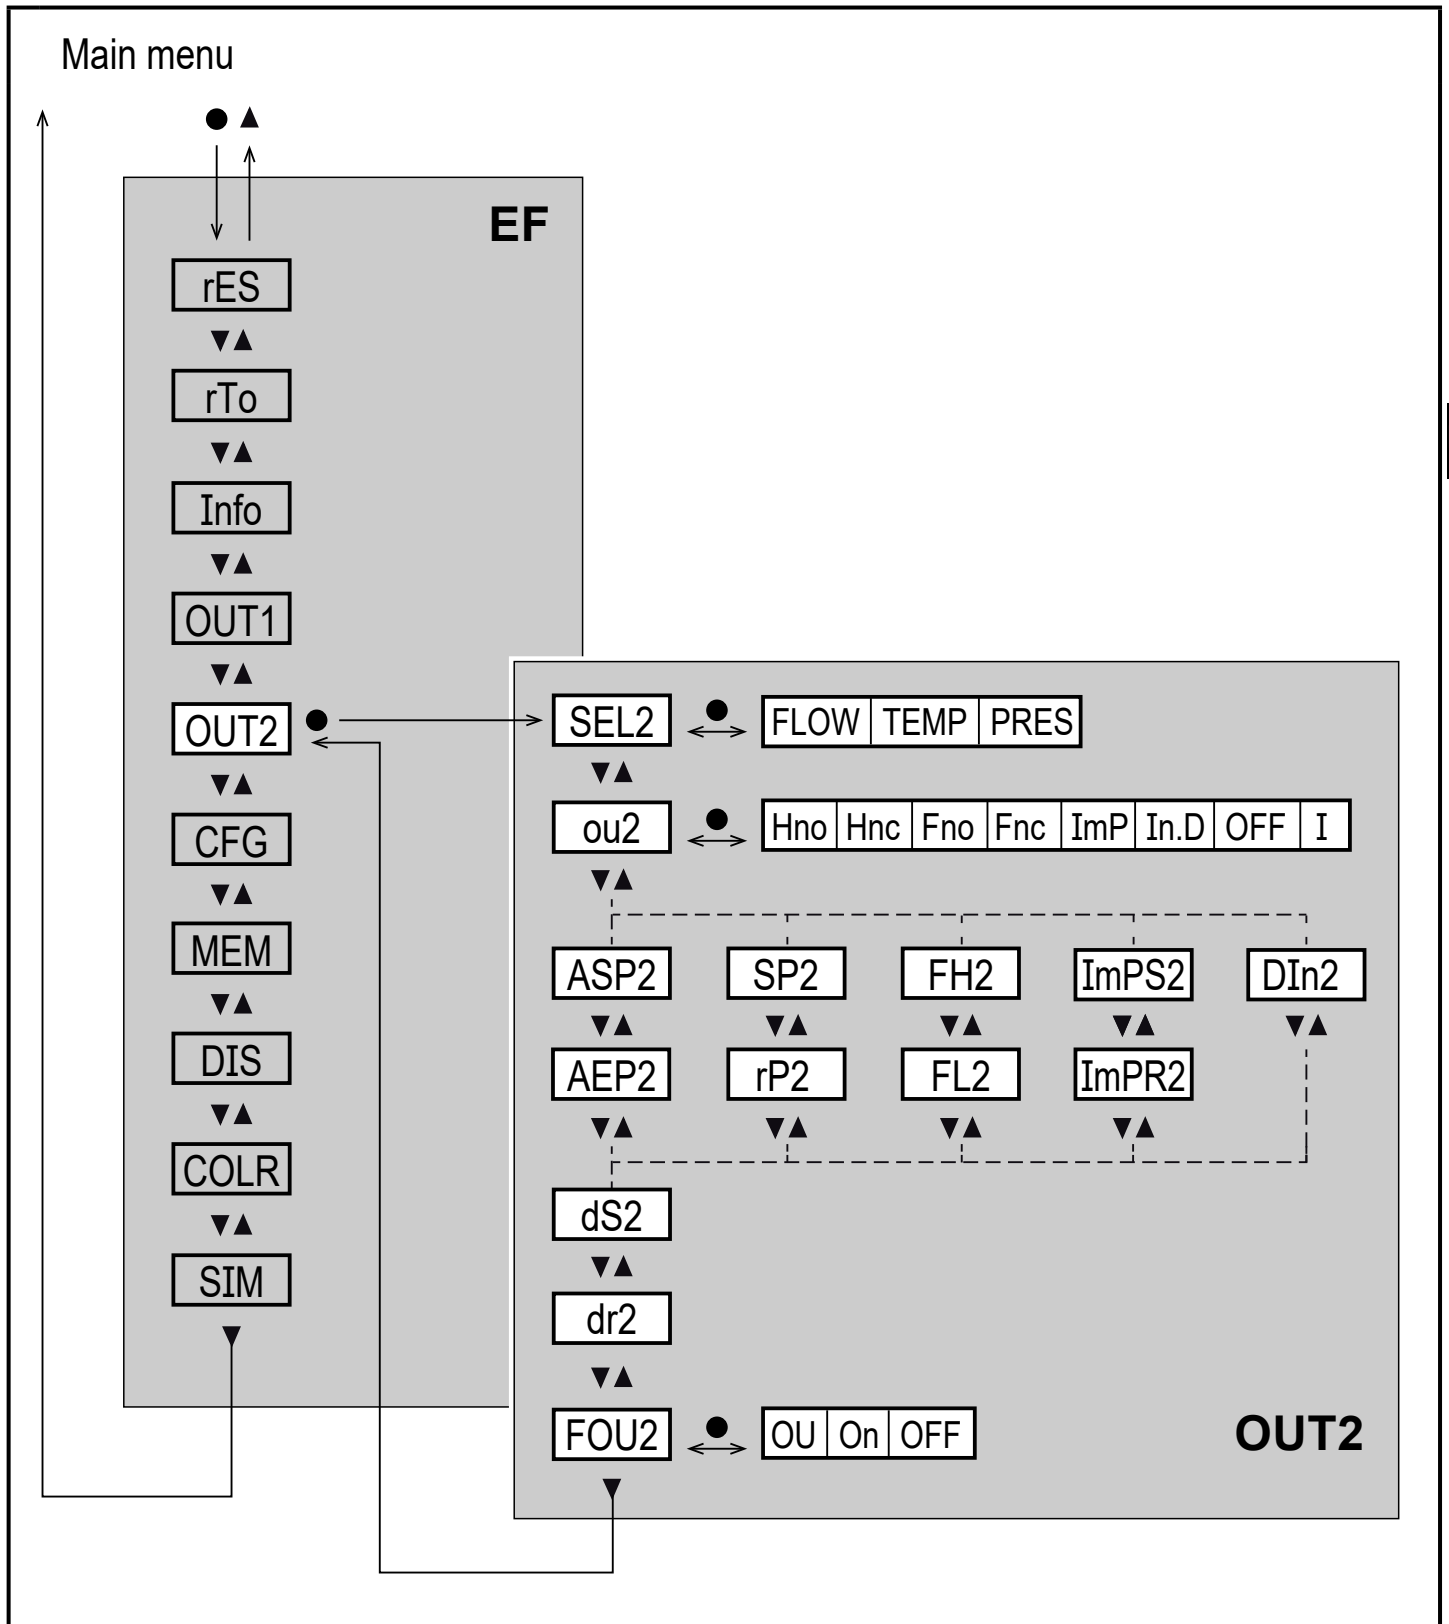 Main menu
EF
rES
rTo
Info
OUT1
OUT2
CFG
MEM
DIS
COLR
SIM
SEL2 FLOW TEMP PRES
ou2 Hno Hnc Fno Fnc ImP In.D OFF I
ASP2 SP2 FH2 ImPS2 DIn2
AEP2 rP2 FL2 ImPR2
dS2
dr2
FOU2 OU On OFF
OUT2